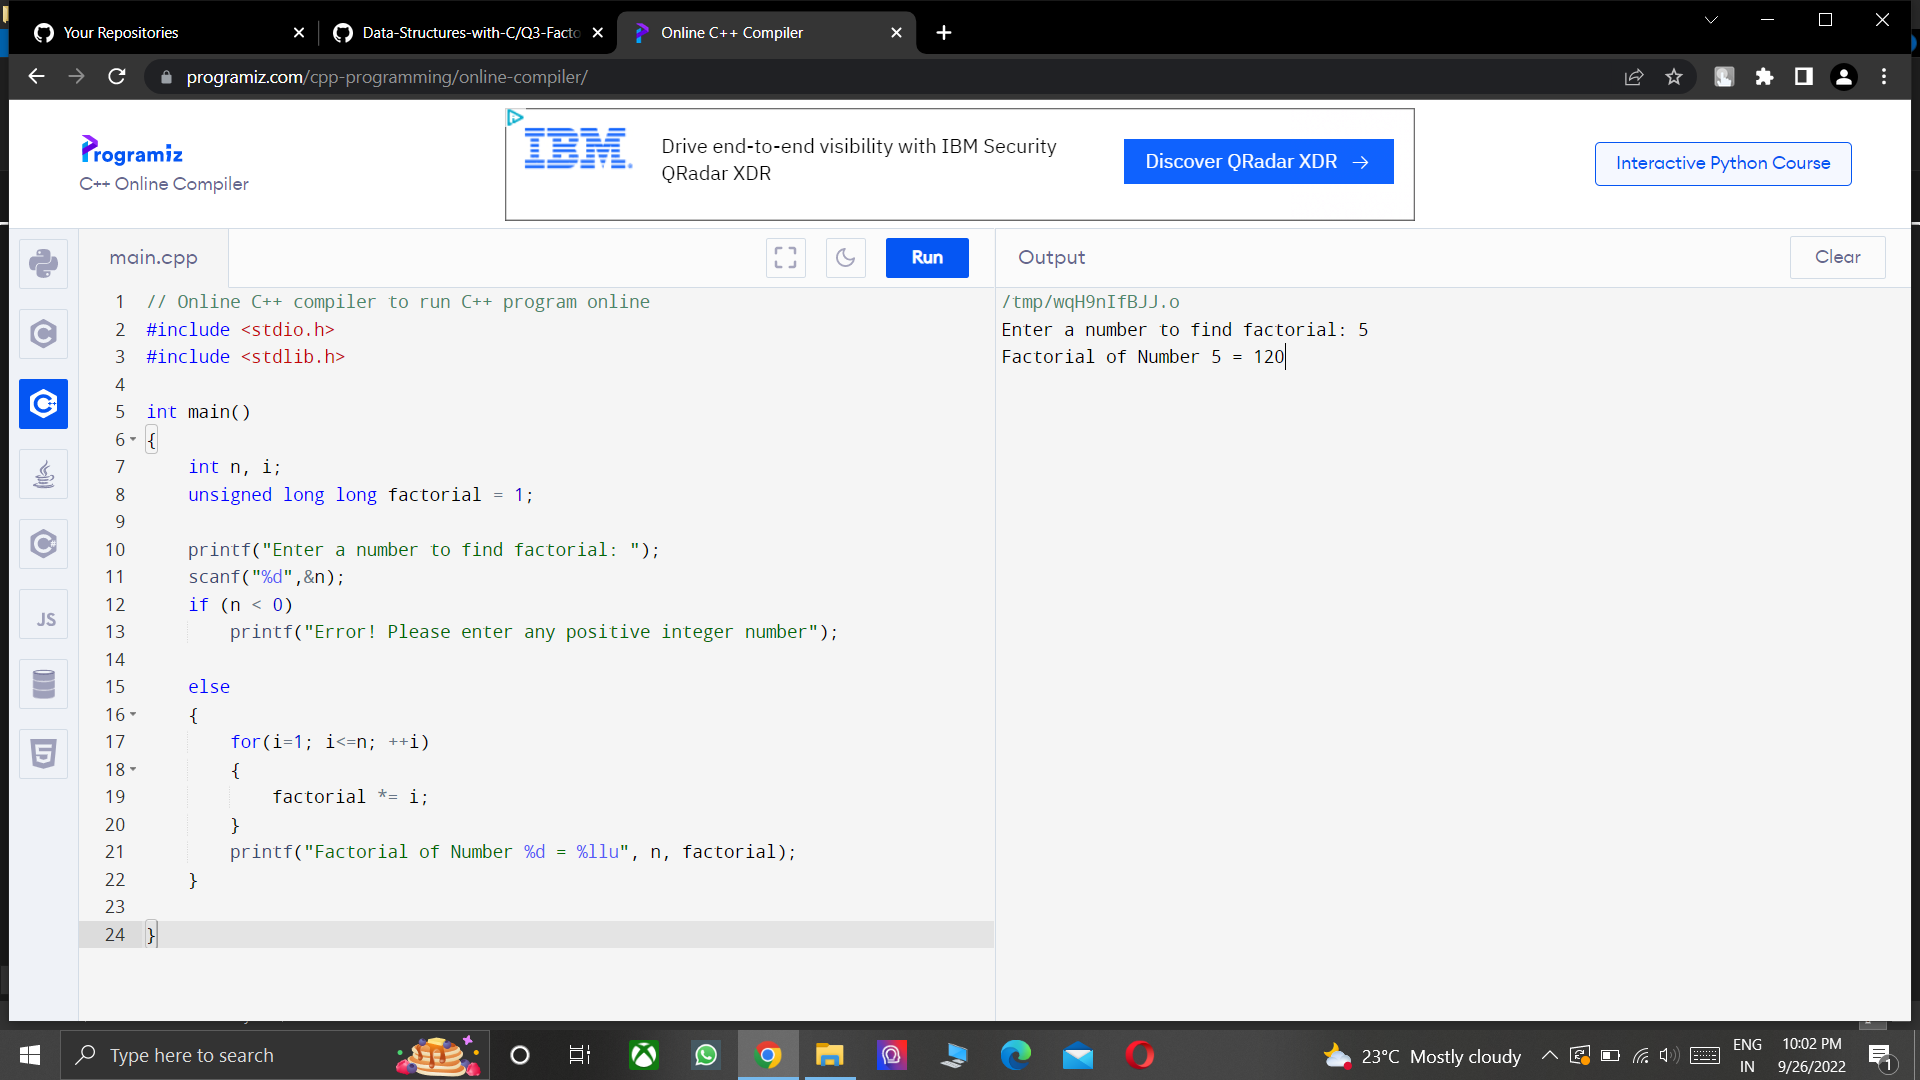 Your Repositories
Data-Structures-with-C/Q3-Facto
Online C++ Compiler
programiz.com/cpp-programming/online-compiler/
Programiz
C++ Online Compiler
IBM
Drive end-to-end visibility with IBM Security
QRadar XDR
Discover QRadar XDR →
Interactive Python Course
main.cpp
Run
Output
Clear
1 // Online C++ compiler to run C++ program online
2 #include <stdio.h>
3 #include <stdlib.h>
4
5 int main()
6 {
7 int n, i;
8 unsigned long long factorial = 1;
9
10 printf("Enter a number to find factorial: ");
11 scanf("%d",&n);
12 if (n < 0)
13 printf("Error! Please enter any positive integer number");
14
15 else
16 {
17 for(i=1; i<=n; ++i)
18 {
19 factorial *= i;
20 }
21 printf("Factorial of Number %d = %llu", n, factorial);
22 }
23
24 }
/tmp/wqH9nIfBJJ.o
Enter a number to find factorial: 5
Factorial of Number 5 = 120
JS
Type here to search
23°C Mostly cloudy
ENG
IN
10:02 PM
9/26/2022
1